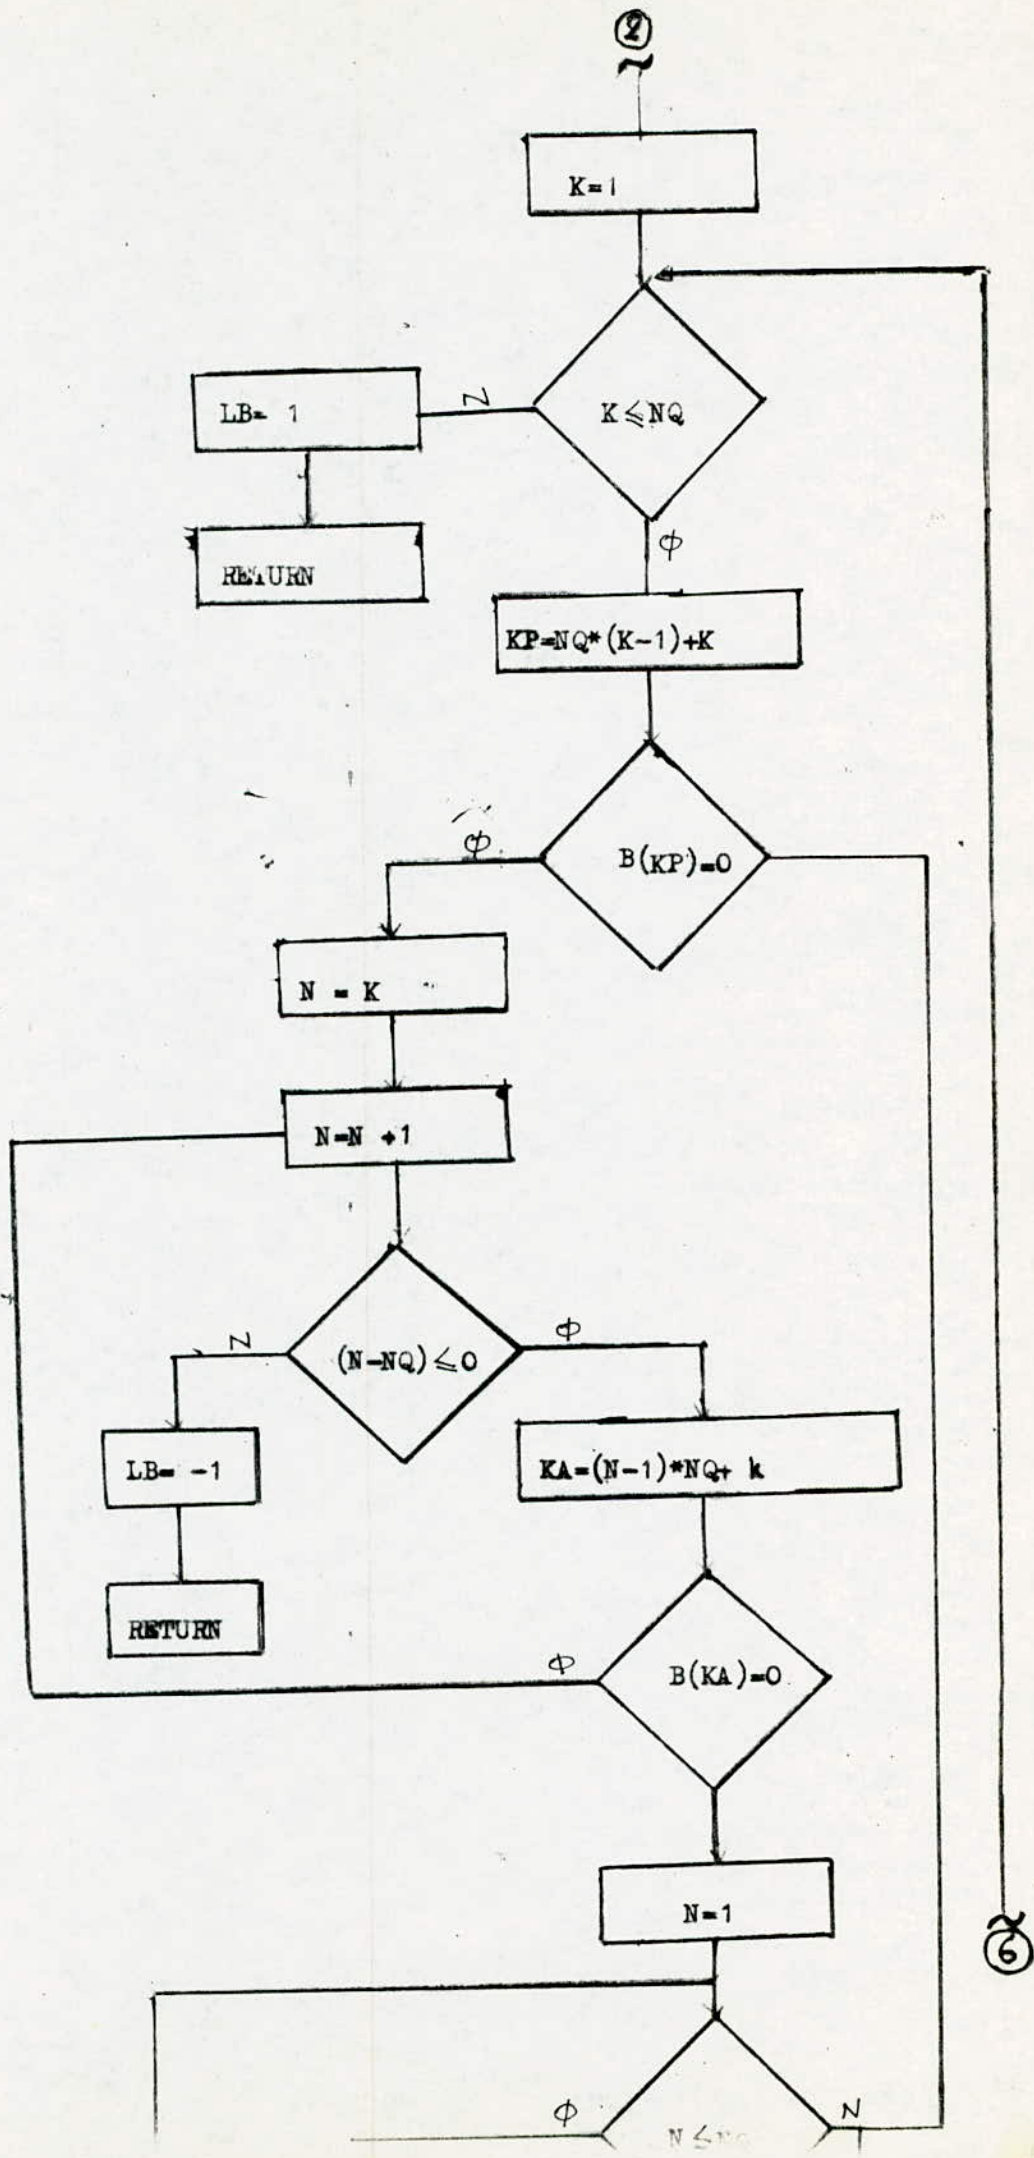 2
K=1
K ≤ NQ
N
LB= 1
RETURN
Φ
KP=NQ*(K-1)+K
B(KP)=0
Φ
N = K
N=N +1
(N-NQ) ≤ 0
N
Φ
LB= -1
RETURN
KA=(N-1)*NQ+ k
B(KA)=0
Φ
N=1
6
Φ
N
N ≤ NQ